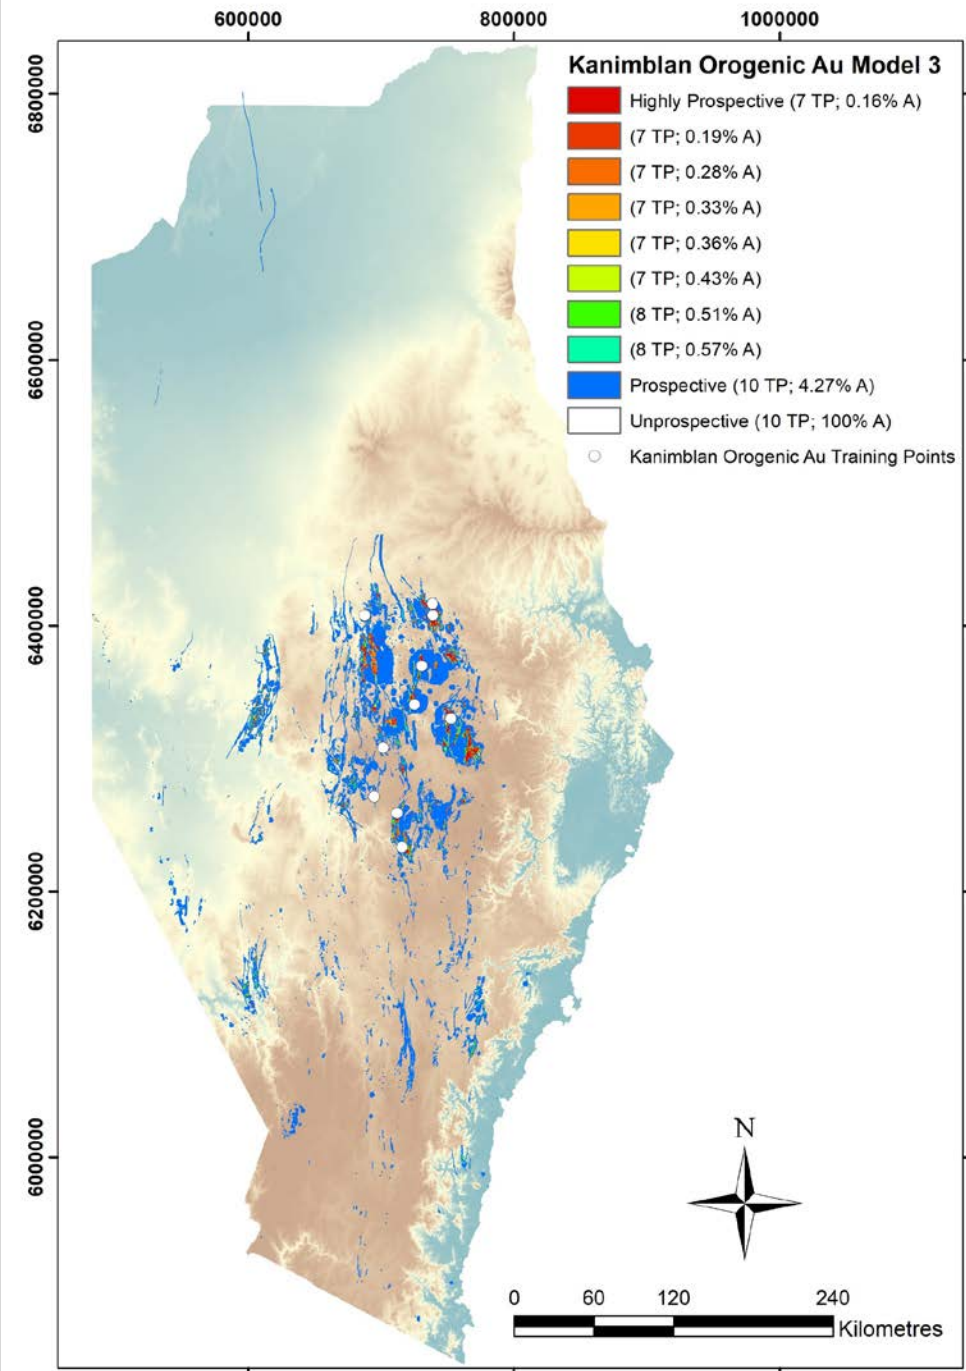 600000
800000
1000000
6800000
6600000
6400000
6200000
6000000
Kanimblan Orogenic Au Model 3
Highly Prospective (7 TP; 0.16% A)
(7 TP; 0.19% A)
(7 TP; 0.28% A)
(7 TP; 0.33% A)
(7 TP; 0.36% A)
(7 TP; 0.43% A)
(8 TP; 0.51% A)
(8 TP; 0.57% A)
Prospective (10 TP; 4.27% A)
Unprospective (10 TP; 100% A)
Kanimblan Orogenic Au Training Points
N
0 60 120 240
Kilometres